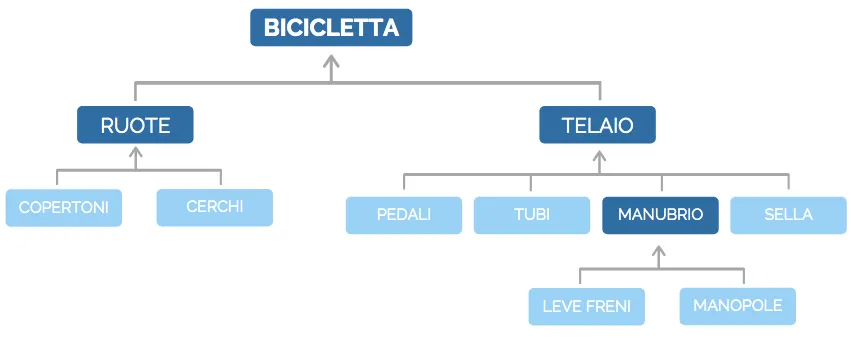 BICICLETTA
RUOTE
TELAIO
COPERTONI
CERCHI
PEDALI
TUBI
MANUBRIO
SELLA
LEVE FRENI
MANOPOLE